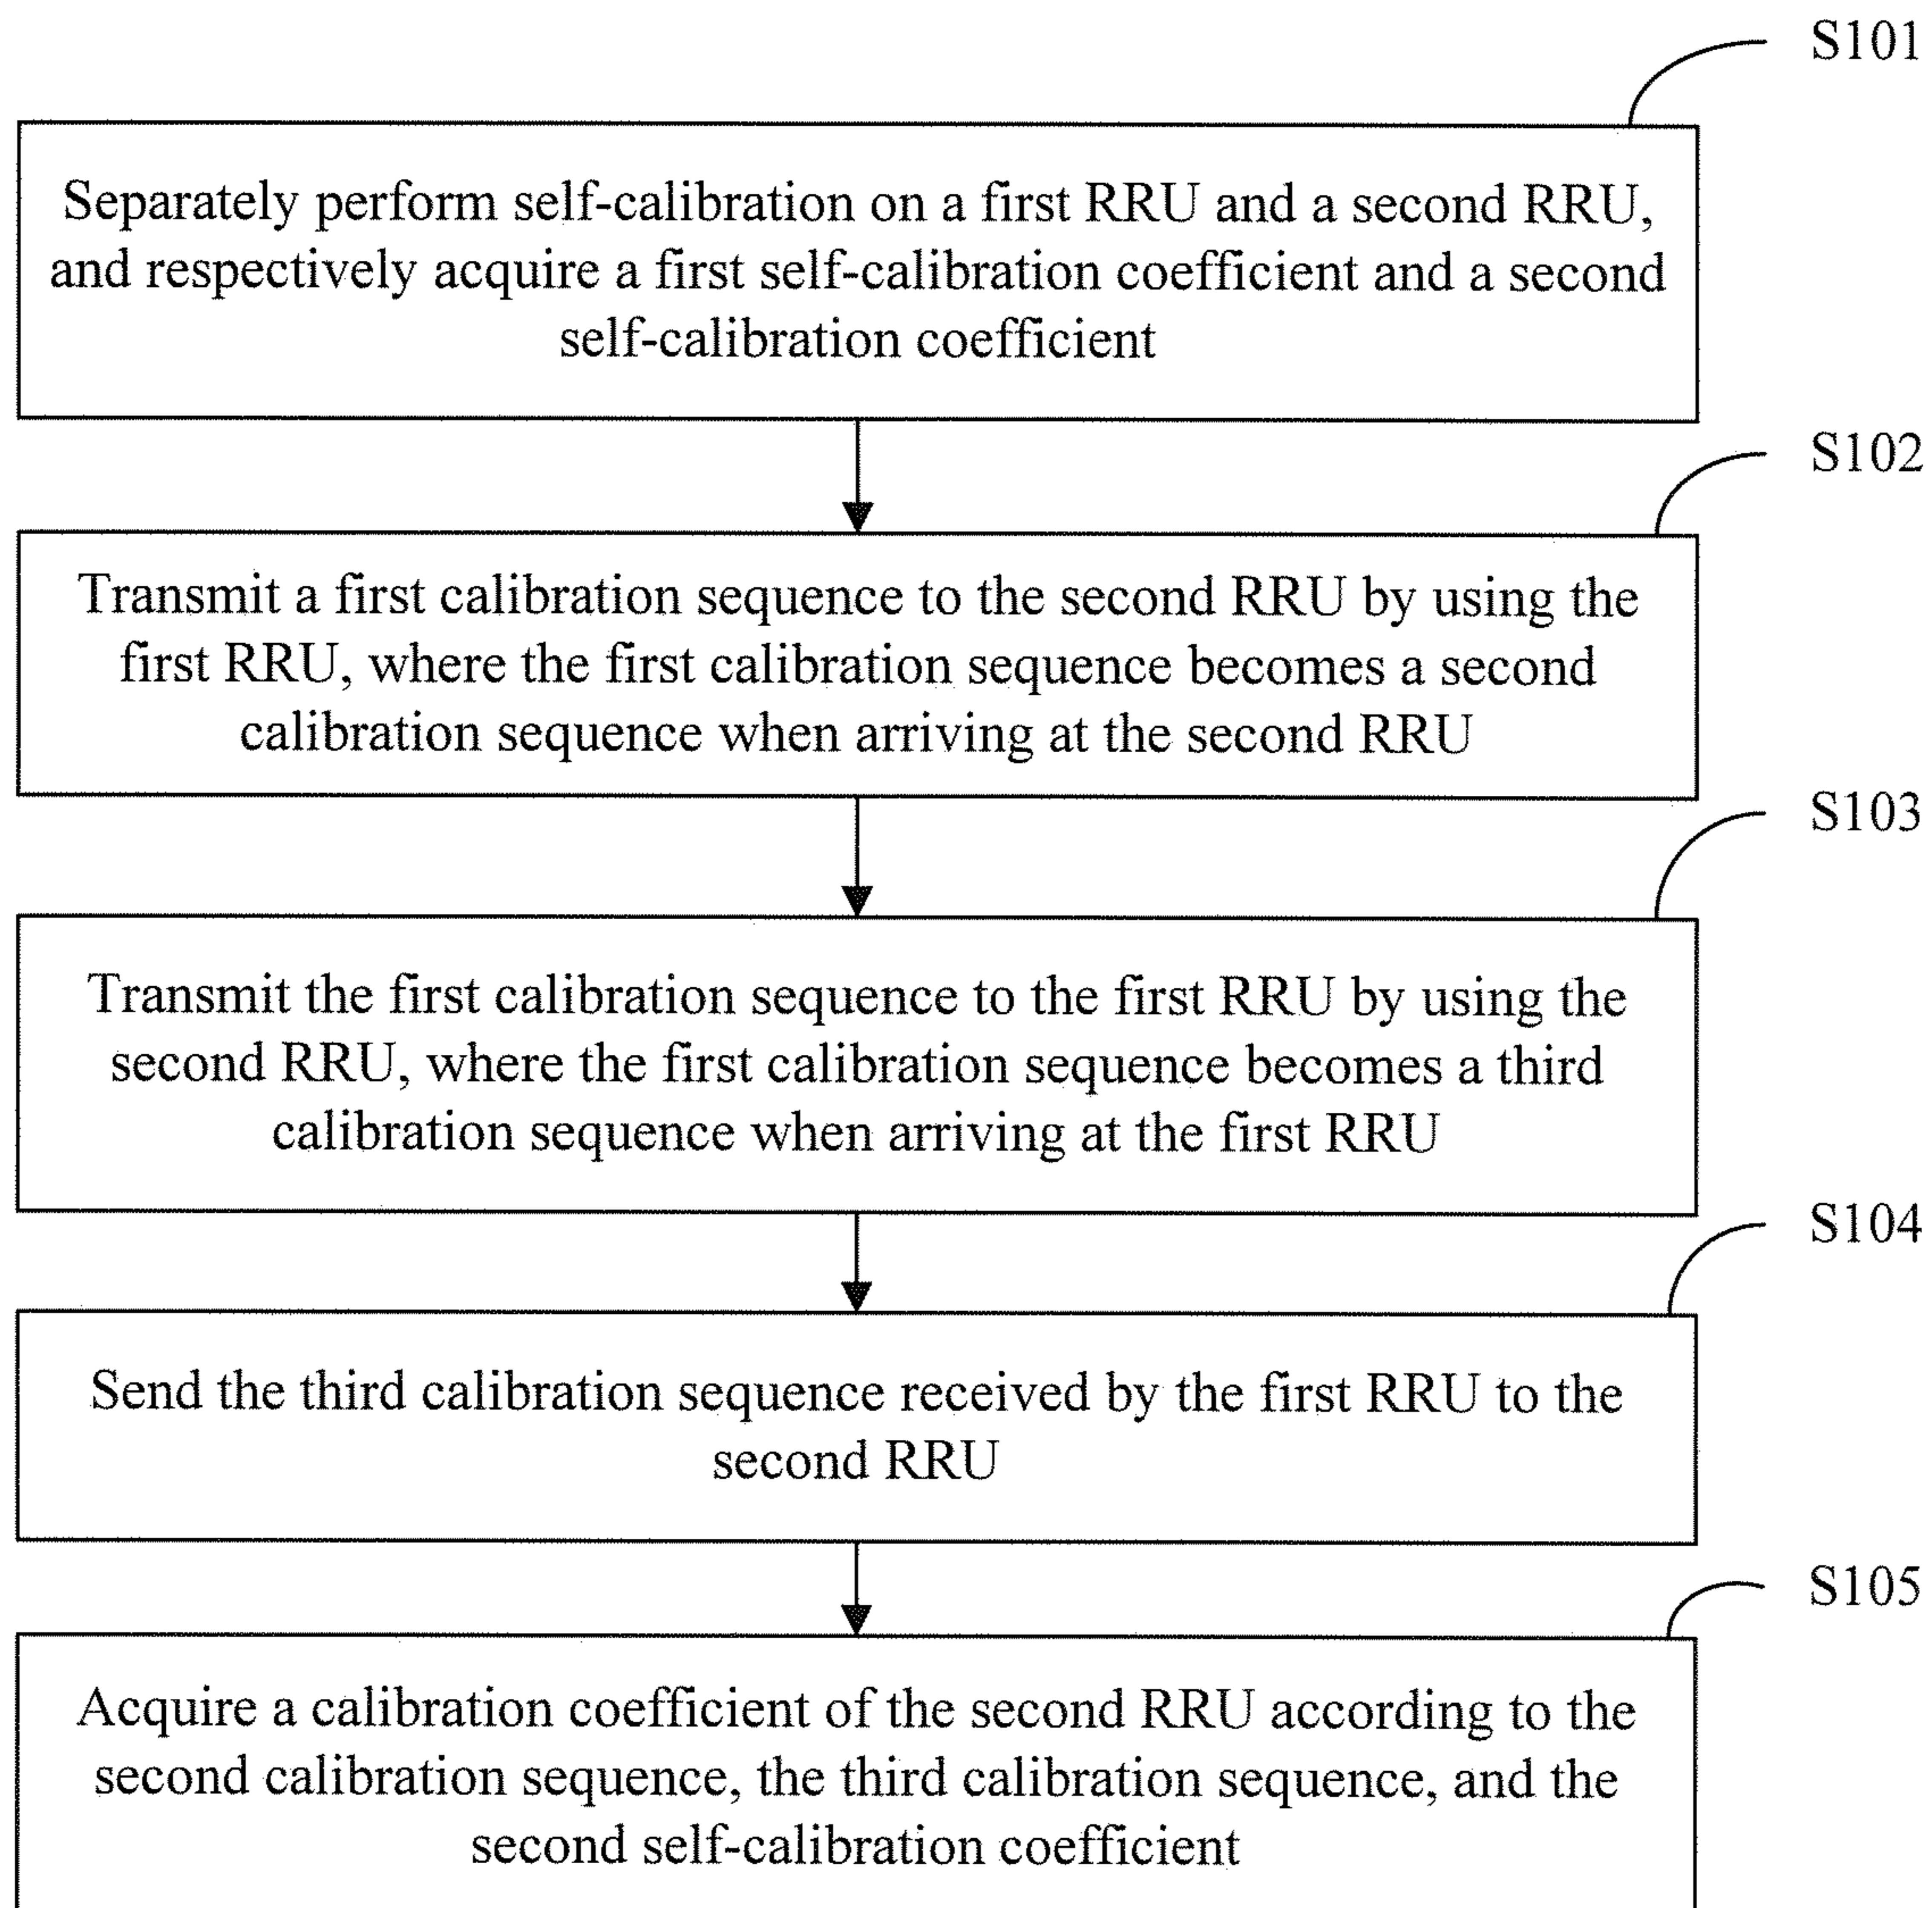 S101
Separately perform self-calibration on a first RRU and a second RRU,
and respectively acquire a first self-calibration coefficient and a second
self-calibration coefficient
S102
Transmit a first calibration sequence to the second RRU by using the
first RRU, where the first calibration sequence becomes a second
calibration sequence when arriving at the second RRU
S103
Transmit the first calibration sequence to the first RRU by using the
second RRU, where the first calibration sequence becomes a third
calibration sequence when arriving at the first RRU
S104
Send the third calibration sequence received by the first RRU to the
second RRU
S105
Acquire a calibration coefficient of the second RRU according to the
second calibration sequence, the third calibration sequence, and the
second self-calibration coefficient